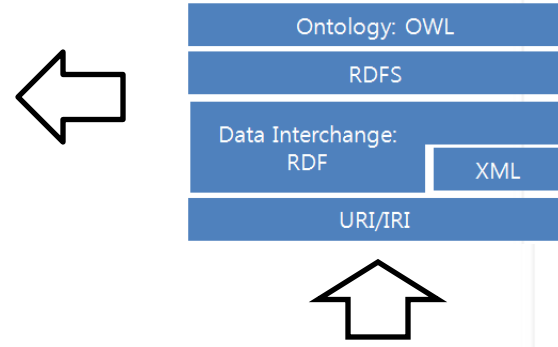 Ontology: OWL
RDFS
Data Interchange:
RDF
XML
URI/IRI